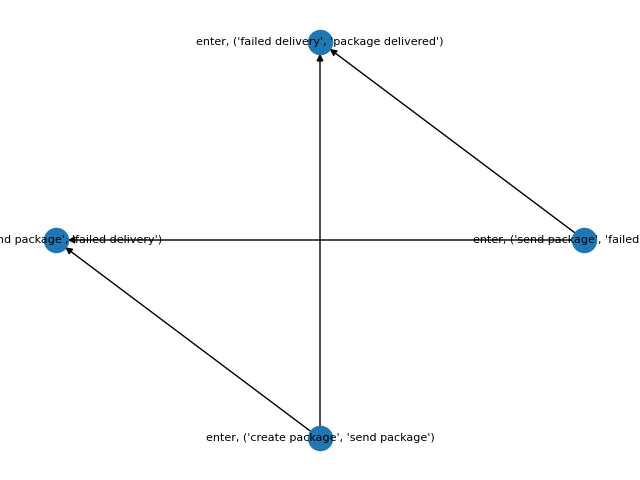 enter, ('failed delivery', 'package delivered')
nd package', 'failed delivery')
enter, ('send package', 'failed
enter, ('create package', 'send package')